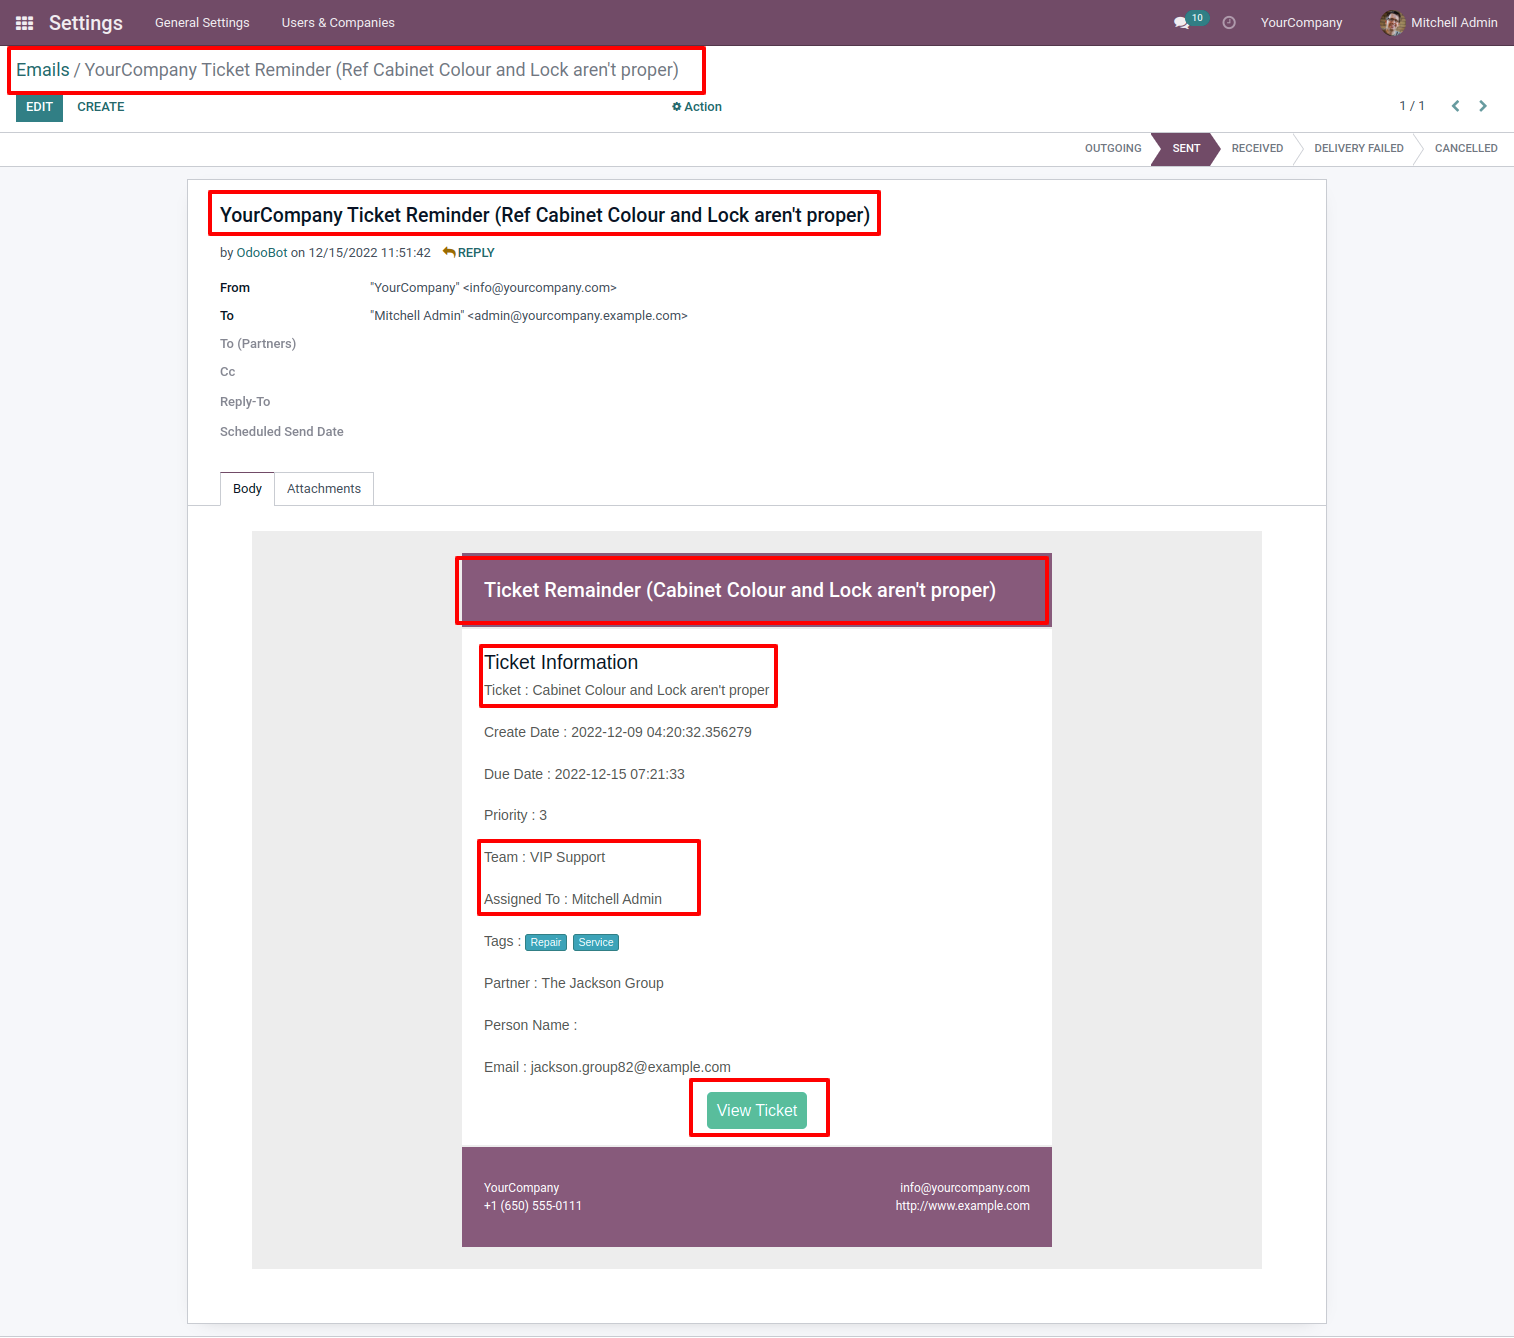 Settings General Settings Users & Companies 10 YourCompany Mitchell Admin
Emails / YourCompany Ticket Reminder (Ref Cabinet Colour and Lock aren't proper)
EDIT CREATE Action 1 / 1
OUTGOING SENT RECEIVED DELIVERY FAILED CANCELLED
YourCompany Ticket Reminder (Ref Cabinet Colour and Lock aren't proper)
by OdooBot on 12/15/2022 11:51:42 REPLY
From "YourCompany" <info@yourcompany.com>
To "Mitchell Admin" <admin@yourcompany.example.com>
To (Partners)
Cc
Reply-To
Scheduled Send Date
Body Attachments
Ticket Remainder (Cabinet Colour and Lock aren't proper)
Ticket Information
Ticket : Cabinet Colour and Lock aren't proper
Create Date : 2022-12-09 04:20:32.356279
Due Date : 2022-12-15 07:21:33
Priority : 3
Team : VIP Support
Assigned To : Mitchell Admin
Tags : Repair Service
Partner : The Jackson Group
Person Name :
Email : jackson.group82@example.com
View Ticket
YourCompany info@yourcompany.com
+1 (650) 555-0111 http://www.example.com